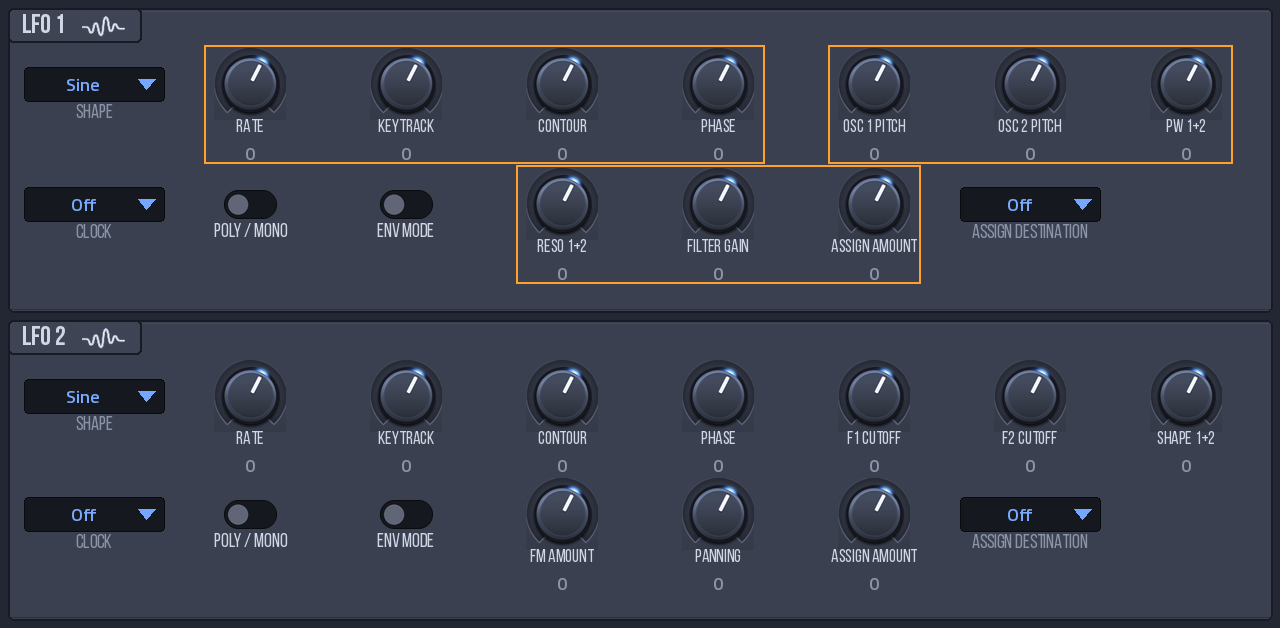 LFO 1
Sine
SHAPE
RATE KEYTRACK CONTOUR PHASE OSC 1 PITCH OSC 2 PITCH PW 1+2
0 0 0 0 0 0 0
Off
CLOCK
POLY / MONO ENV MODE RESO 1+2 FILTER GAIN ASSIGN AMOUNT
0 0 0
Off
ASSIGN DESTINATION
LFO 2
Sine
SHAPE
RATE KEYTRACK CONTOUR PHASE F1 CUTOFF F2 CUTOFF SHAPE 1+2
0 0 0 0 0 0 0
Off
CLOCK
POLY / MONO ENV MODE FM AMOUNT PANNING ASSIGN AMOUNT
0 0 0
Off
ASSIGN DESTINATION